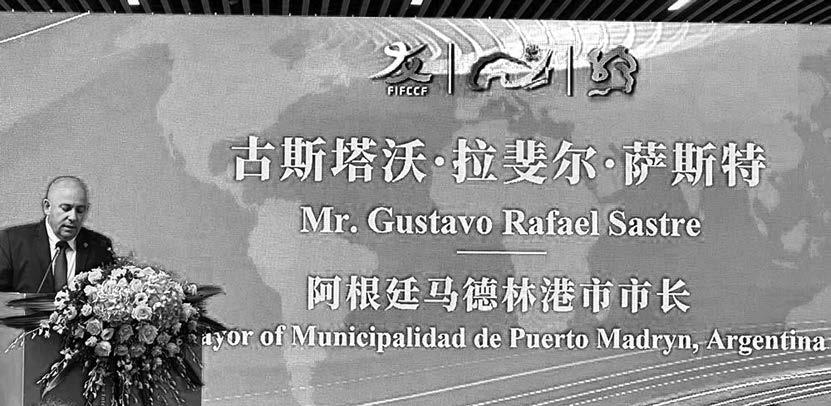 FIFCCF
古斯塔沃·拉斐尔·萨斯特
Mr. Gustavo Rafael Sastre
阿根廷马德林港市市长
ayor of Municipalidad de Puerto Madryn, Argentina